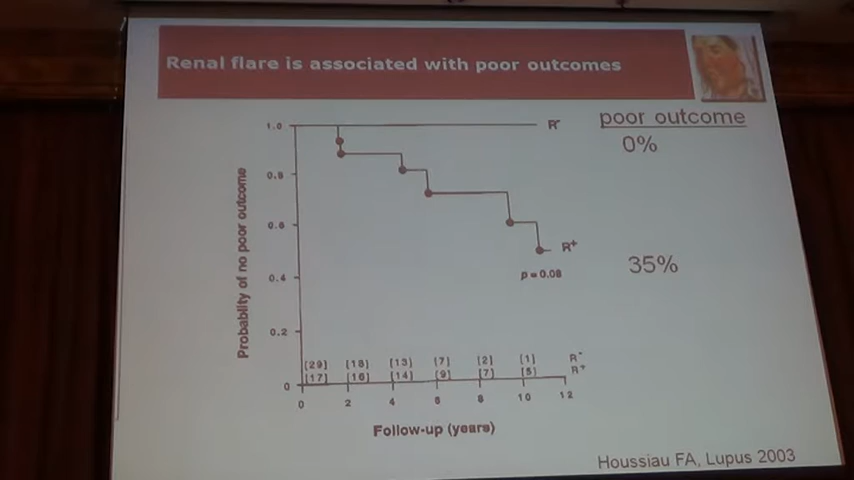 Renal flare is associated with poor outcomes
poor outcome
0%
35%
Probability of no poor outcome
1.0
0.8
0.6
0.4
0.2
0
R-
R+
p = 0.08
[29] [18] [13] [7] [2] [1] R-
[17] [16] [14] [9] [7] [5] R+
0 2 4 6 8 10 12
Follow-up (years)
Houssiau FA, Lupus 2003